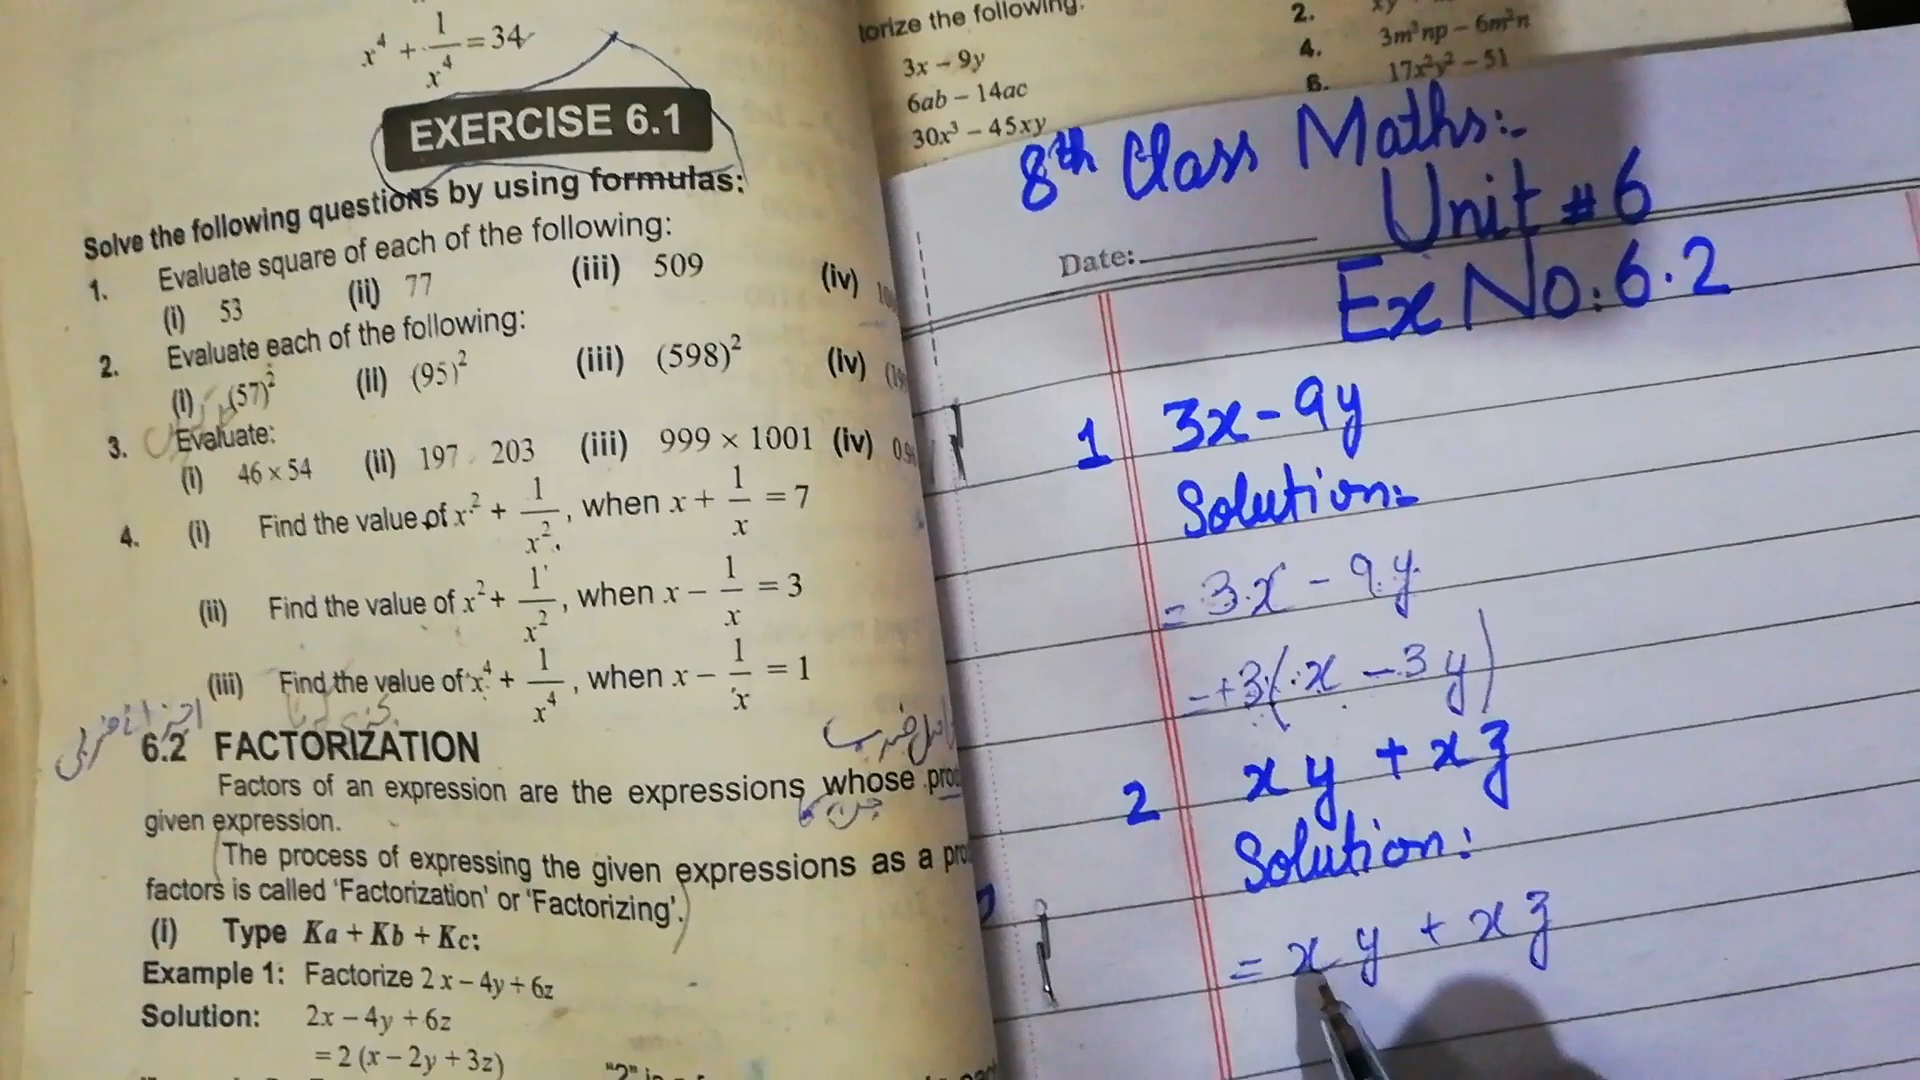 x⁴ + 1/x⁴ = 34
EXERCISE 6.1
Solve the following questions by using formulas:
1. Evaluate square of each of the following:
(i) 53 (ii) 77 (iii) 509 (iv)
2. Evaluate each of the following:
(i) (57)² (ii) (95)² (iii) (598)² (iv)
3. Evaluate:
(i) 46 × 54 (ii) 197 203 (iii) 999 × 1001 (iv)
4. (i) Find the value of x² + 1/x², when x + 1/x = 7
(ii) Find the value of x² + 1/x², when x − 1/x = 3
(iii) Find the value of x⁴ + 1/x⁴, when x − 1/x = 1
6.2 FACTORIZATION
Factors of an expression are the expressions whose
given expression.
The process of expressing the given expressions as a
factors is called 'Factorization' or 'Factorizing'.
(i) Type Ka + Kb + Kc:
Example 1: Factorize 2x − 4y + 6z
Solution: 2x − 4y + 6z
= 2 (x − 2y + 3z)
the following:
2. xy
3x − 9y 4. 3m³np − 6m²n
6ab − 14ac 6. 17x²y² − 51
30x³ − 45xy
8th Class Maths:-
Unit # 6
Date:
Ex No: 6.2
1 3x - 9y
Solution:-
= 3x - 9y
= +3(x - 3y)
2 xy + xz
Solution:
= xy + xz